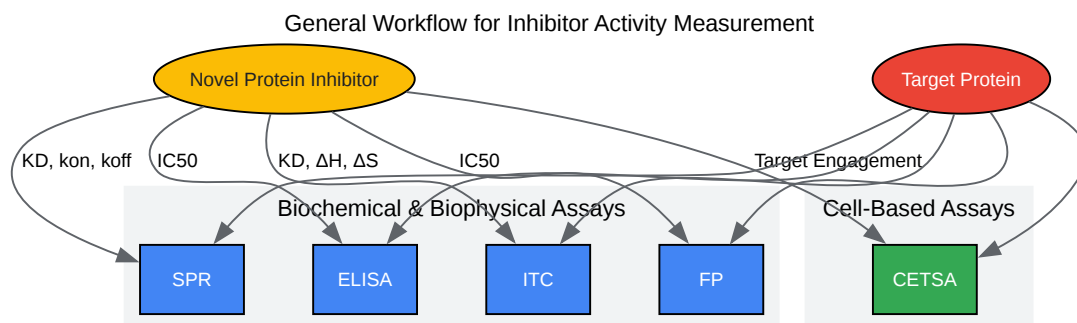 General Workflow for Inhibitor Activity Measurement
Novel Protein Inhibitor
Target Protein
KD, kon, koff
IC50
KD, ΔH, ΔS
IC50
Target Engagement
Biochemical & Biophysical Assays
Cell-Based Assays
SPR
ELISA
ITC
FP
CETSA